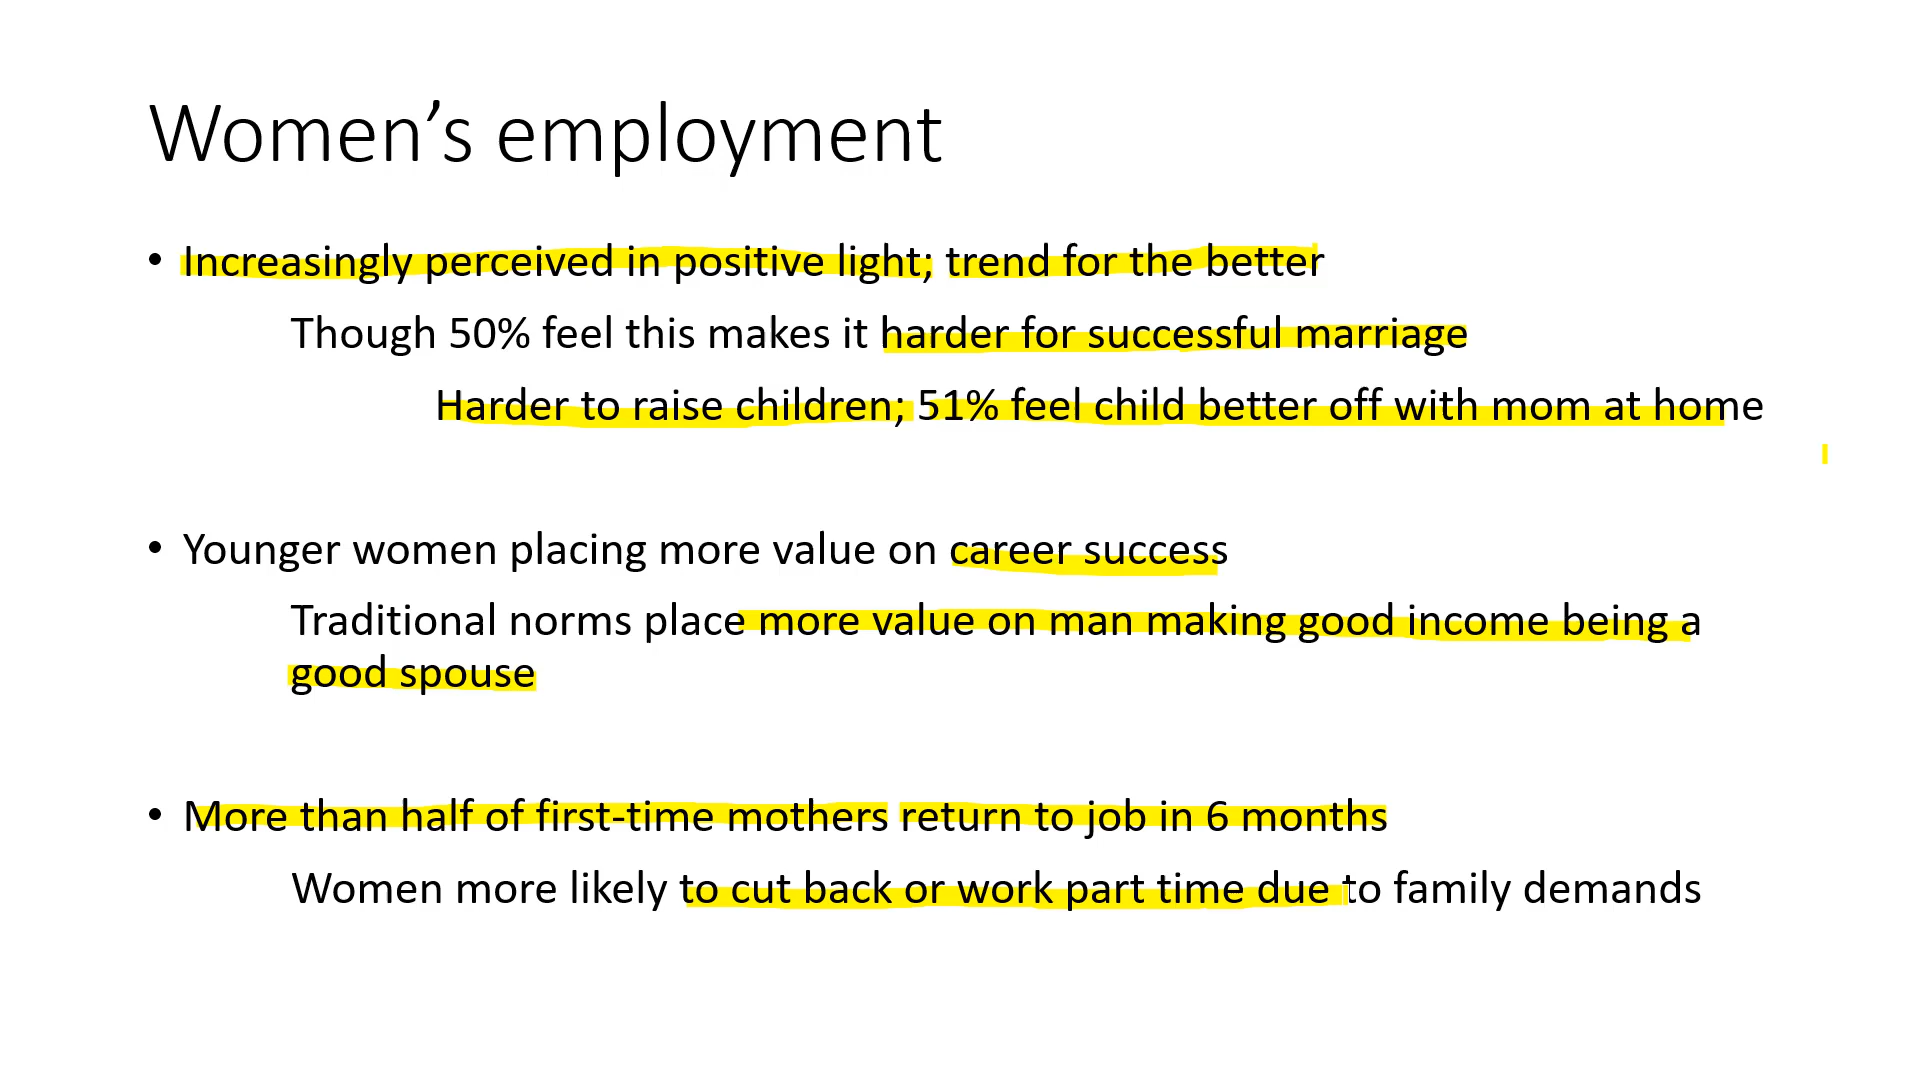 Women’s employment
• Increasingly perceived in positive light; trend for the better
Though 50% feel this makes it harder for successful marriage
Harder to raise children; 51% feel child better off with mom at home
• Younger women placing more value on career success
Traditional norms place more value on man making good income being a
good spouse
• More than half of first-time mothers return to job in 6 months
Women more likely to cut back or work part time due to family demands